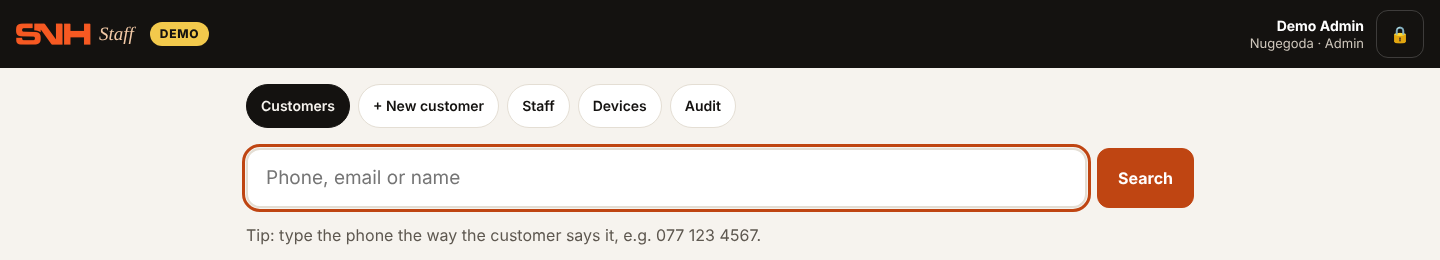 SNH Staff DEMO
Demo Admin
Nugegoda · Admin
Customers + New customer Staff Devices Audit
Phone, email or name Search
Tip: type the phone the way the customer says it, e.g. 077 123 4567.